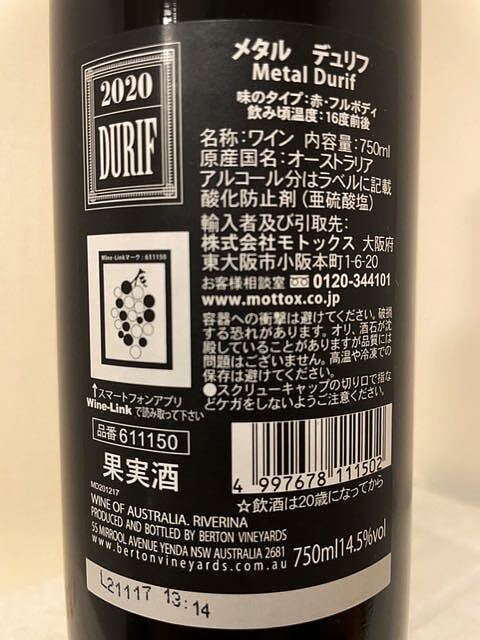 2020
DURIF
メタル デュリフ
Metal Durif
味のタイプ：赤・フルボディ
飲み頃温度：16度前後
名称：ワイン 内容量：750ml
原産国名：オーストラリア
アルコール分はラベルに記載
酸化防止剤（亜硫酸塩）
輸入者及び引取先：
株式会社モトックス 大阪府
東大阪市小阪本町1-6-20
お客様相談室 0120-344101
www.mottox.co.jp
容器への衝撃は避けてください。破損
する恐れがあります。オリ、酒石が沈
殿していることがありますが品質には
問題はございません。高温や冷凍での
保存は避けてください。
●スクリューキャップの切り口で指な
どケガをしないようご注意ください。
Wine-Linkマーク：611150
↑スマートフォンアプリ
Wine-Linkで読み取って下さい
品番 611150
果実酒
4 997678 111502
☆飲酒は20歳になってから
MD201217
WINE OF AUSTRALIA. RIVERINA
PRODUCED AND BOTTLED BY BERTON VINEYARDS
55 MIRROOL AVENUE YENDA NSW AUSTRALIA 2681
www.bertonvineyards.com.au
750ml 14.5%vol
L21117 13:14